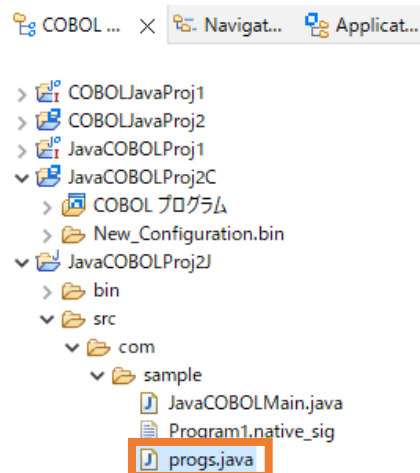 COBOL ... Navigat... Applicat...
COBOLJavaProj1
COBOLJavaProj2
JavaCOBOLProj1
JavaCOBOLProj2C
COBOL プログラム
New_Configuration.bin
JavaCOBOLProj2J
bin
src
com
sample
JavaCOBOLMain.java
Program1.native_sig
progs.java